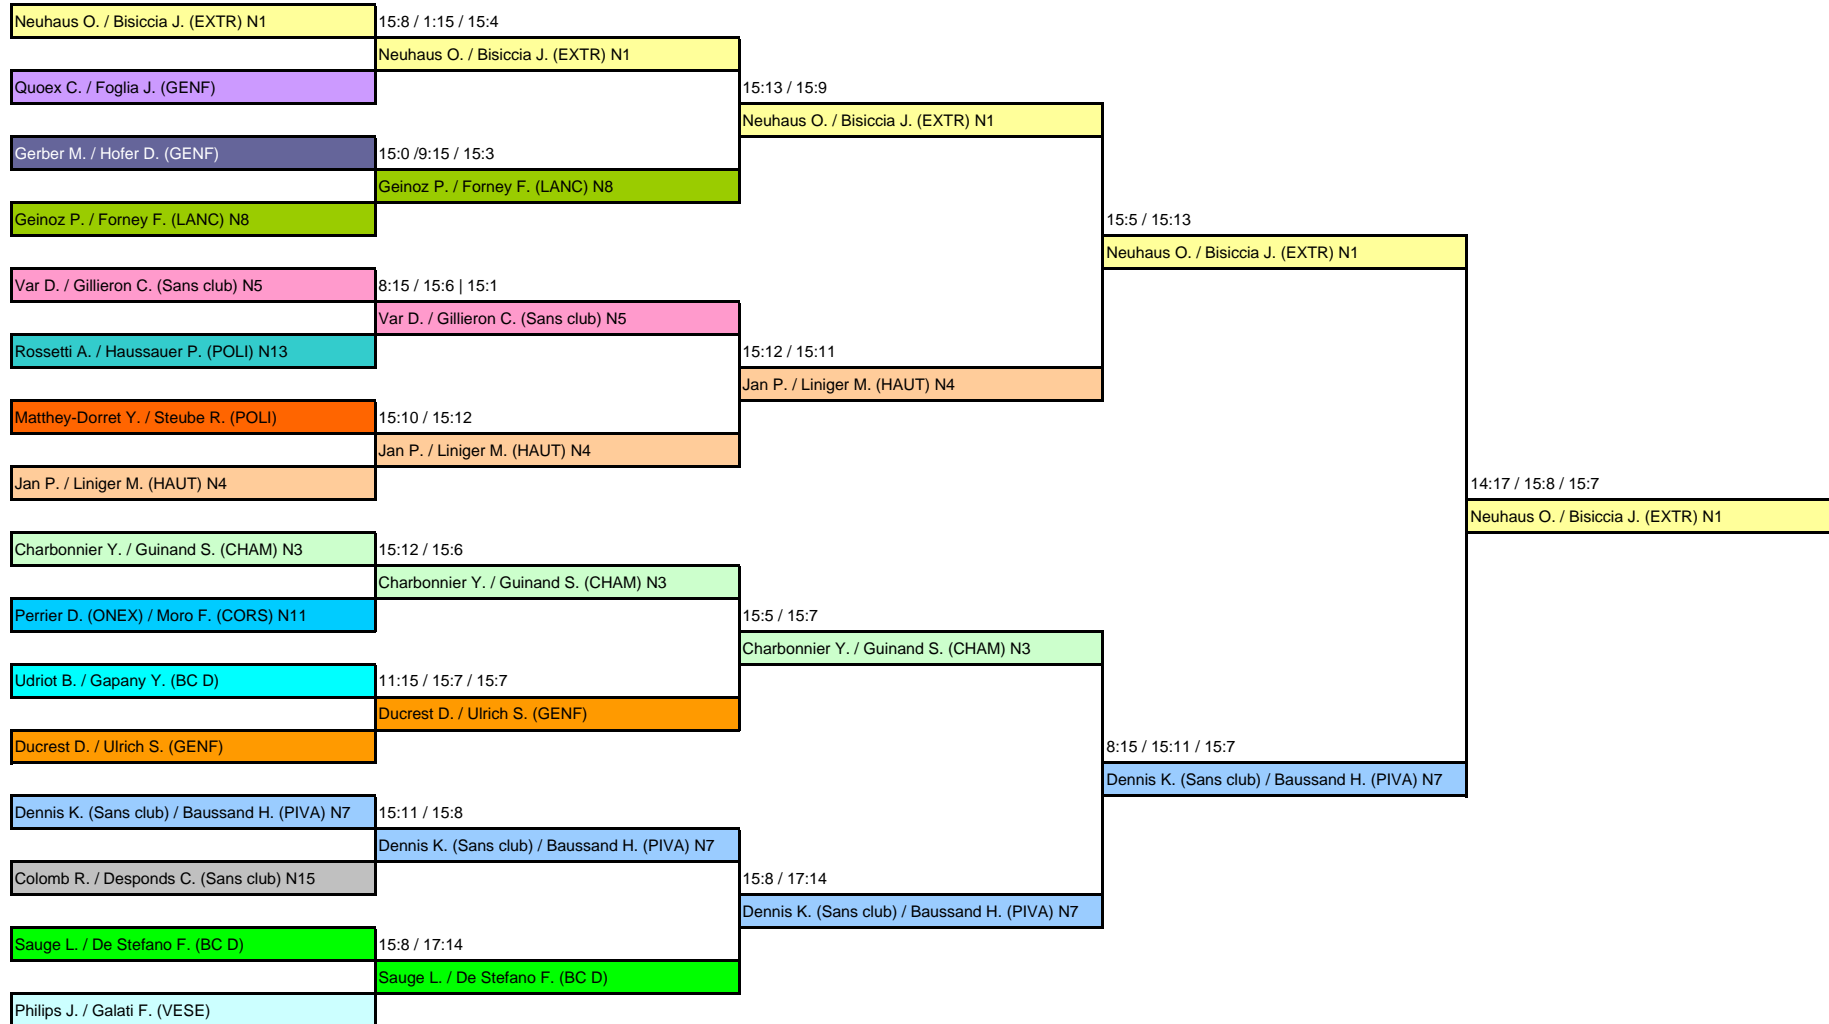 Neuhaus O. / Bisiccia J. (EXTR) N1
15:8 / 1:15 / 15:4
Neuhaus O. / Bisiccia J. (EXTR) N1
Quoex C. / Foglia J. (GENF)
15:13 / 15:9
Neuhaus O. / Bisiccia J. (EXTR) N1
Gerber M. / Hofer D. (GENF)
15:0 /9:15 / 15:3
Geinoz P. / Forney F. (LANC) N8
Geinoz P. / Forney F. (LANC) N8
15:5 / 15:13
Neuhaus O. / Bisiccia J. (EXTR) N1
Var D. / Gillieron C. (Sans club) N5
8:15 / 15:6 | 15:1
Var D. / Gillieron C. (Sans club) N5
Rossetti A. / Haussauer P. (POLI) N13
15:12 / 15:11
Jan P. / Liniger M. (HAUT) N4
Matthey-Dorret Y. / Steube R. (POLI)
15:10 / 15:12
Jan P. / Liniger M. (HAUT) N4
Jan P. / Liniger M. (HAUT) N4
14:17 / 15:8 / 15:7
Neuhaus O. / Bisiccia J. (EXTR) N1
Charbonnier Y. / Guinand S. (CHAM) N3
15:12 / 15:6
Charbonnier Y. / Guinand S. (CHAM) N3
Perrier D. (ONEX) / Moro F. (CORS) N11
15:5 / 15:7
Charbonnier Y. / Guinand S. (CHAM) N3
Udriot B. / Gapany Y. (BC D)
11:15 / 15:7 / 15:7
Ducrest D. / Ulrich S. (GENF)
Ducrest D. / Ulrich S. (GENF)
8:15 / 15:11 / 15:7
Dennis K. (Sans club) / Baussand H. (PIVA) N7
Dennis K. (Sans club) / Baussand H. (PIVA) N7
15:11 / 15:8
Dennis K. (Sans club) / Baussand H. (PIVA) N7
Colomb R. / Desponds C. (Sans club) N15
15:8 / 17:14
Dennis K. (Sans club) / Baussand H. (PIVA) N7
Sauge L. / De Stefano F. (BC D)
15:8 / 17:14
Sauge L. / De Stefano F. (BC D)
Philips J. / Galati F. (VESE)